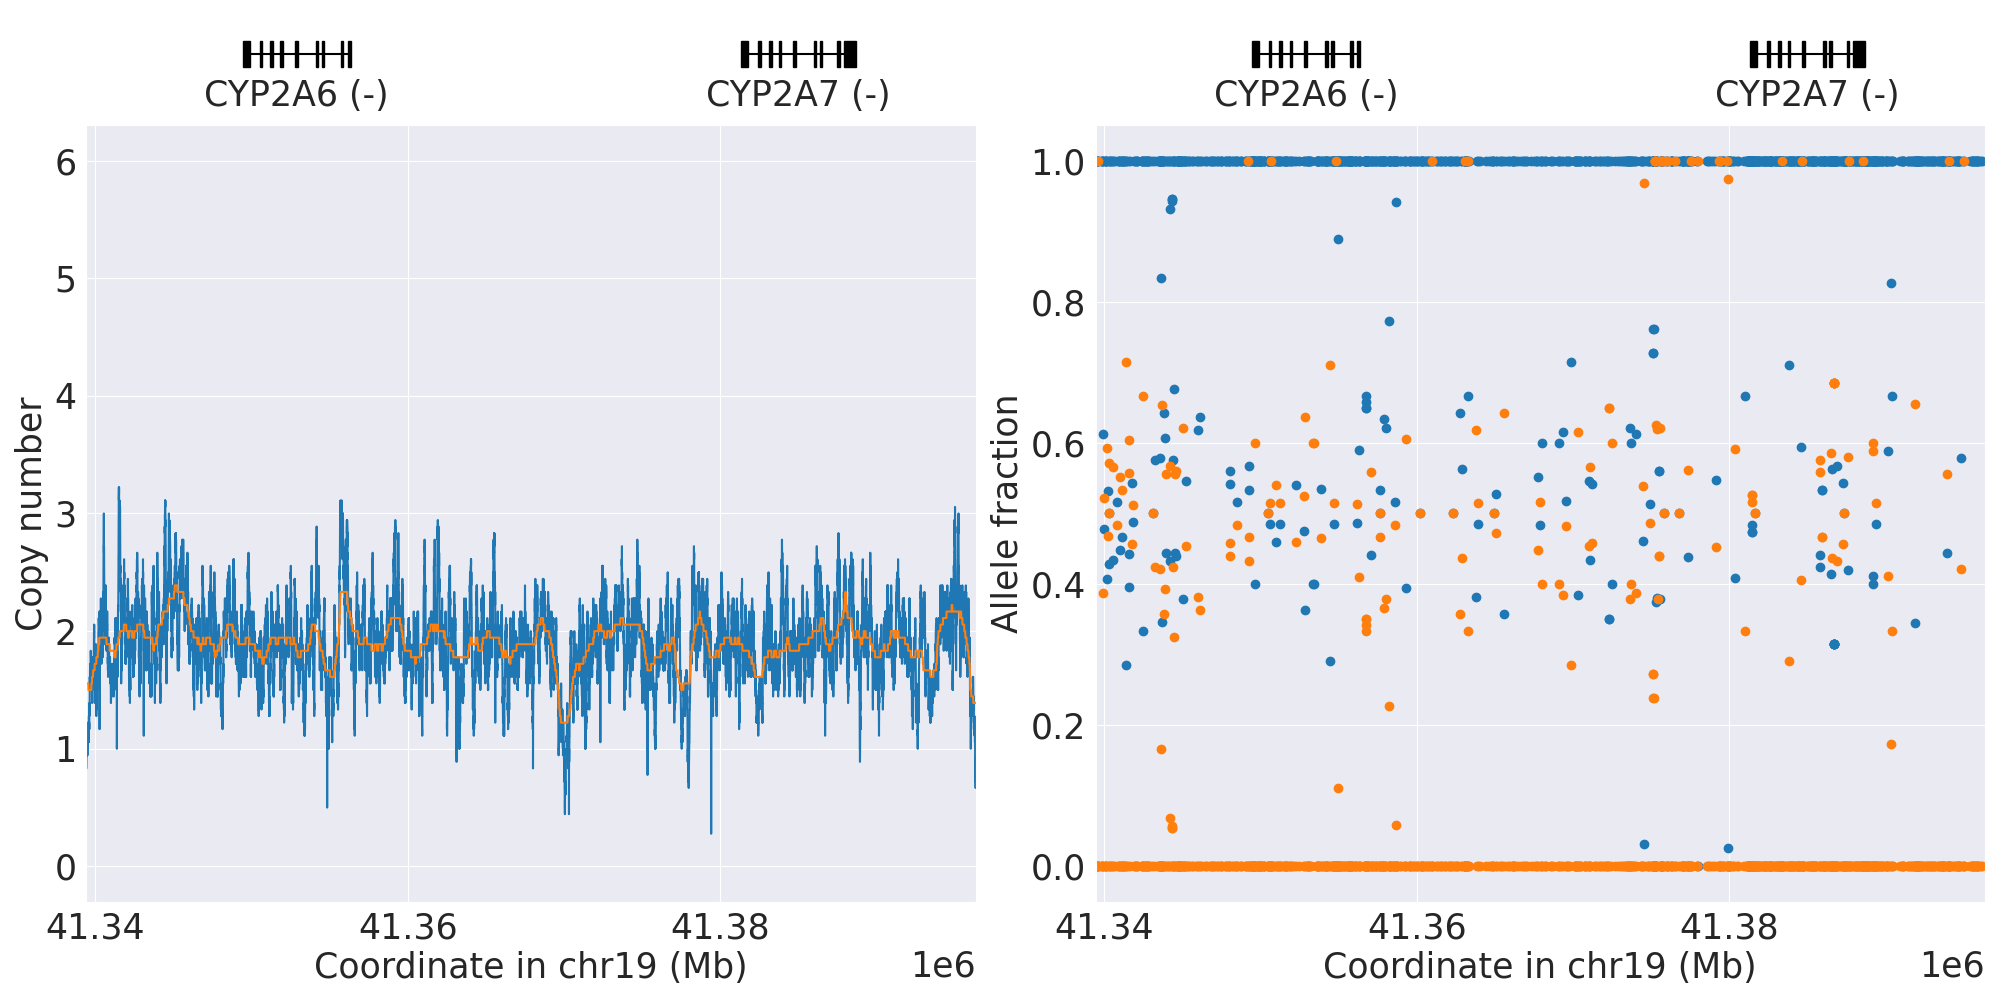 CYP2A6 (-)
CYP2A7 (-)
6
5
4
3
2
1
0
Copy number
41.34
41.36
41.38
Coordinate in chr19 (Mb)
1e6
CYP2A6 (-)
CYP2A7 (-)
1.0
0.8
0.6
0.4
0.2
0.0
Allele fraction
41.34
41.36
41.38
Coordinate in chr19 (Mb)
1e6